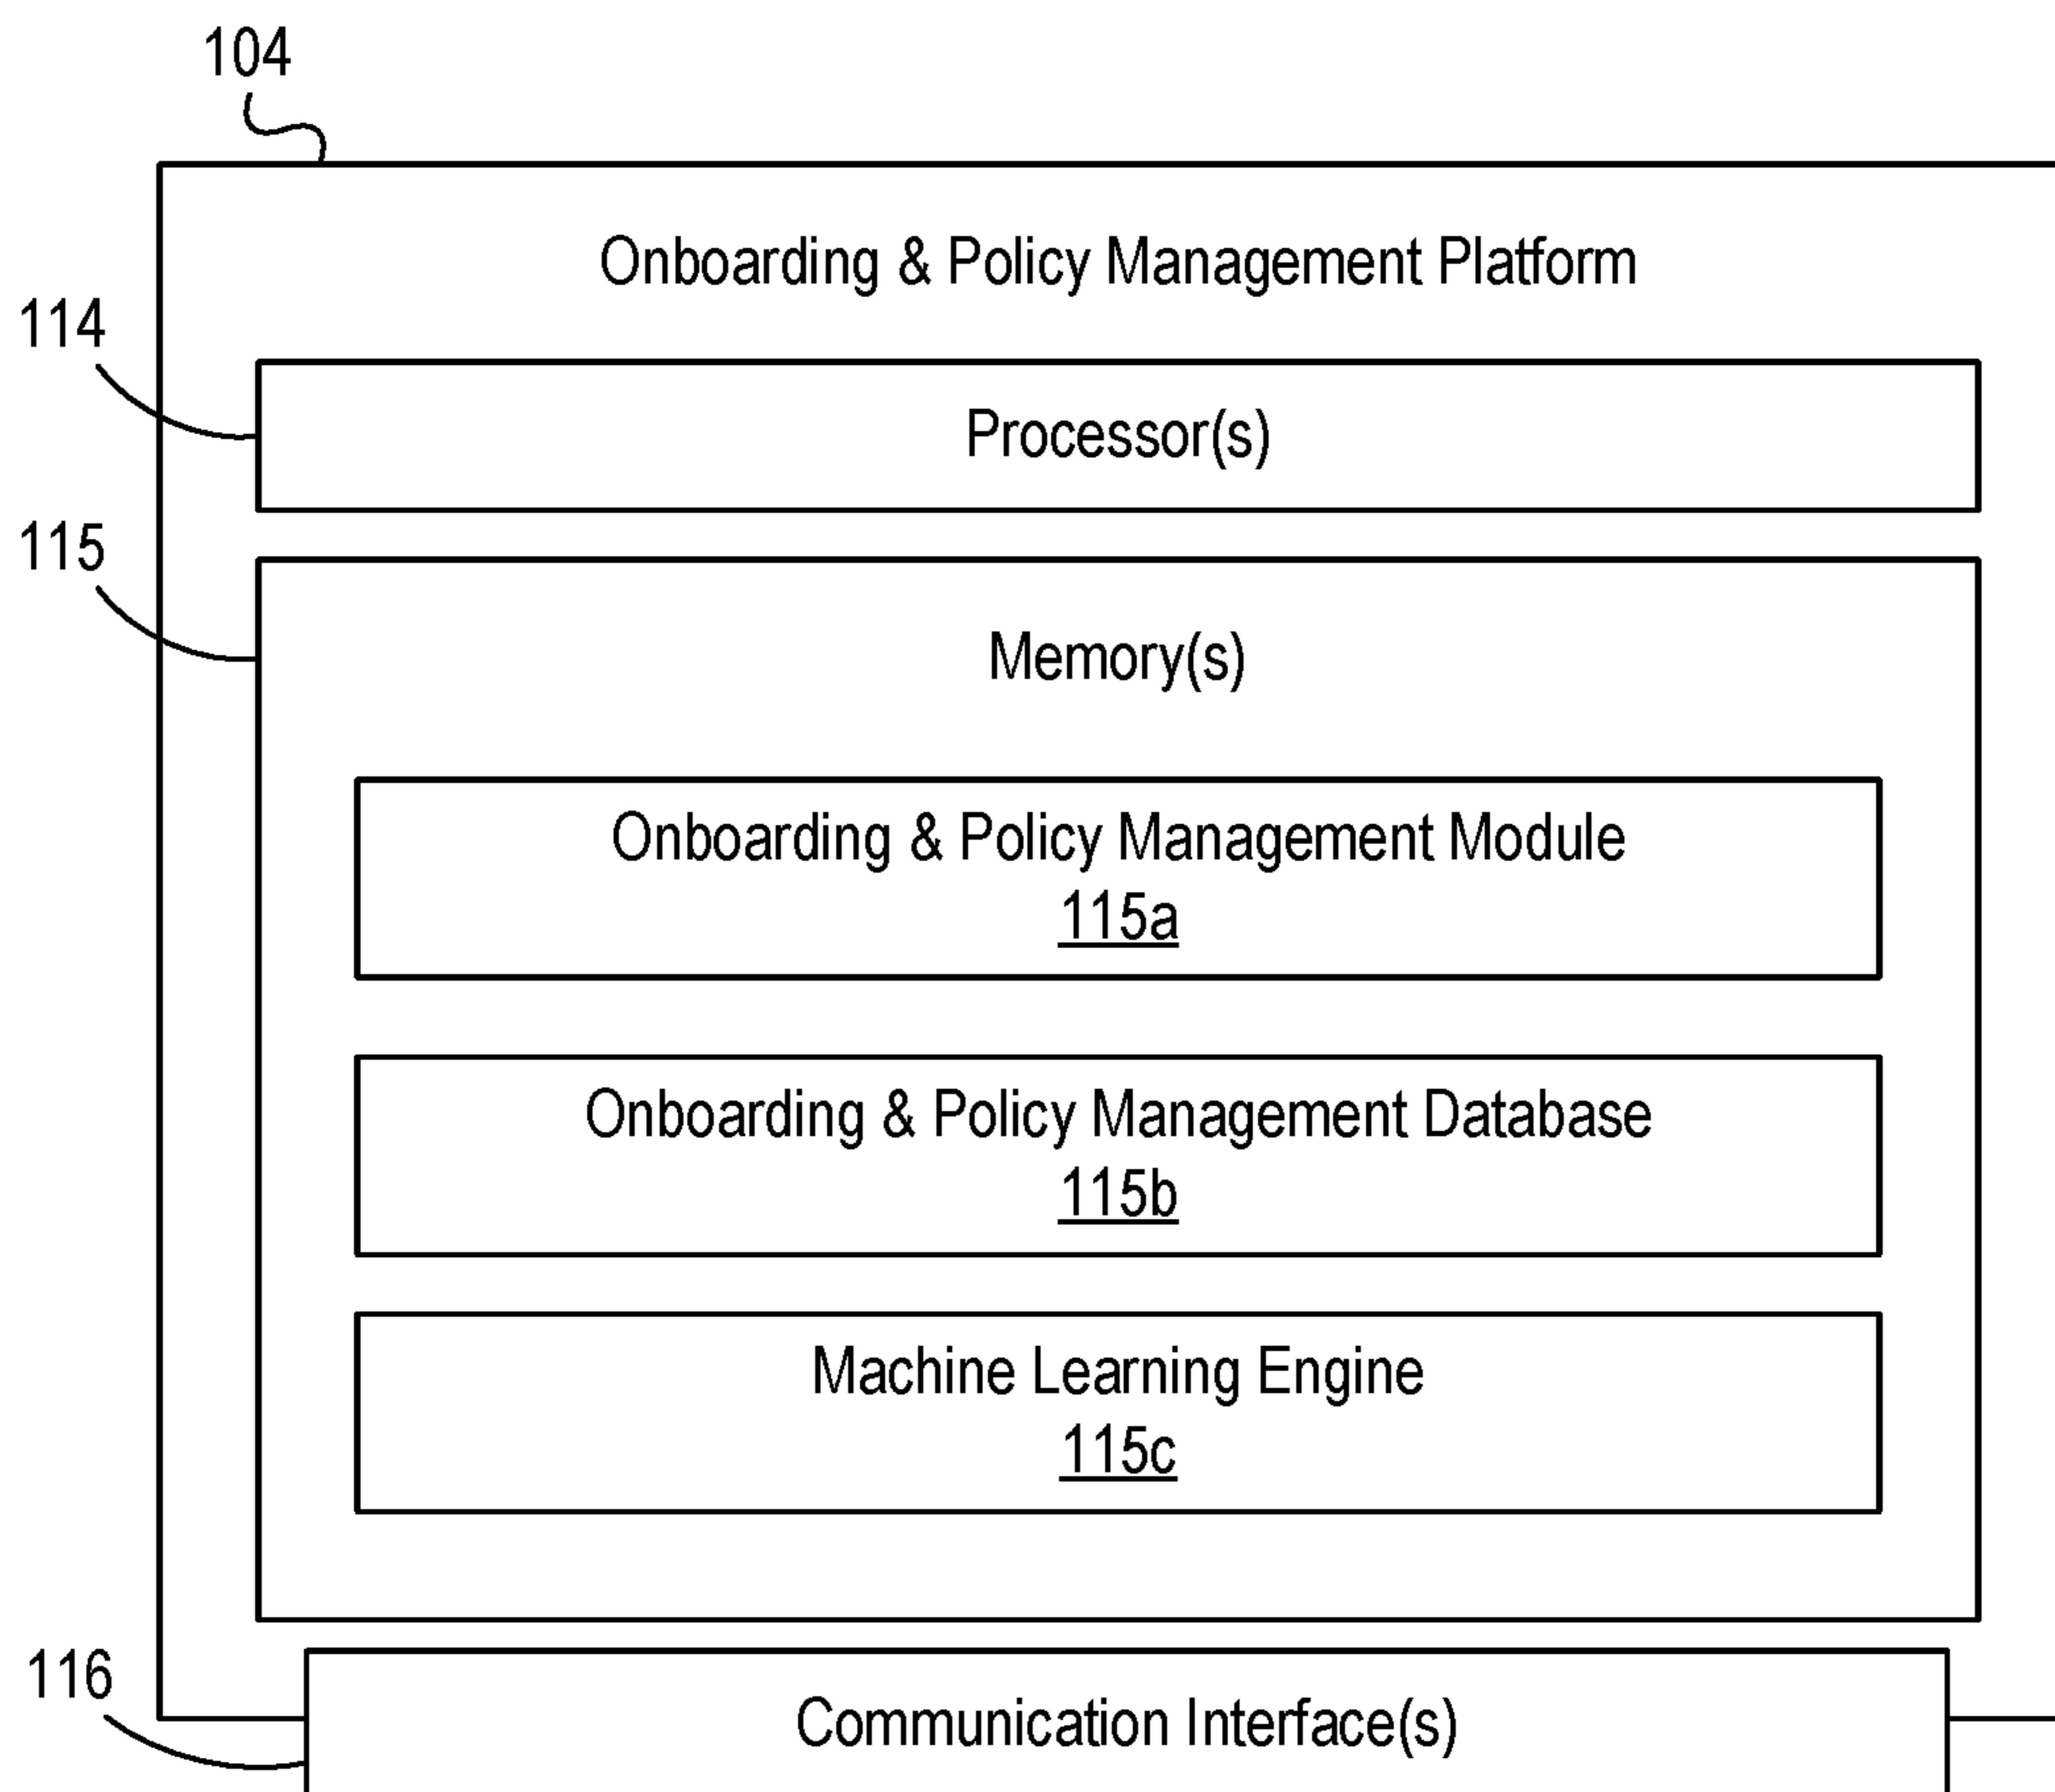 104
Onboarding & Policy Management Platform
114
Processor(s)
115
Memory(s)
Onboarding & Policy Management Module
115a
Onboarding & Policy Management Database
115b
Machine Learning Engine
115c
116
Communication Interface(s)